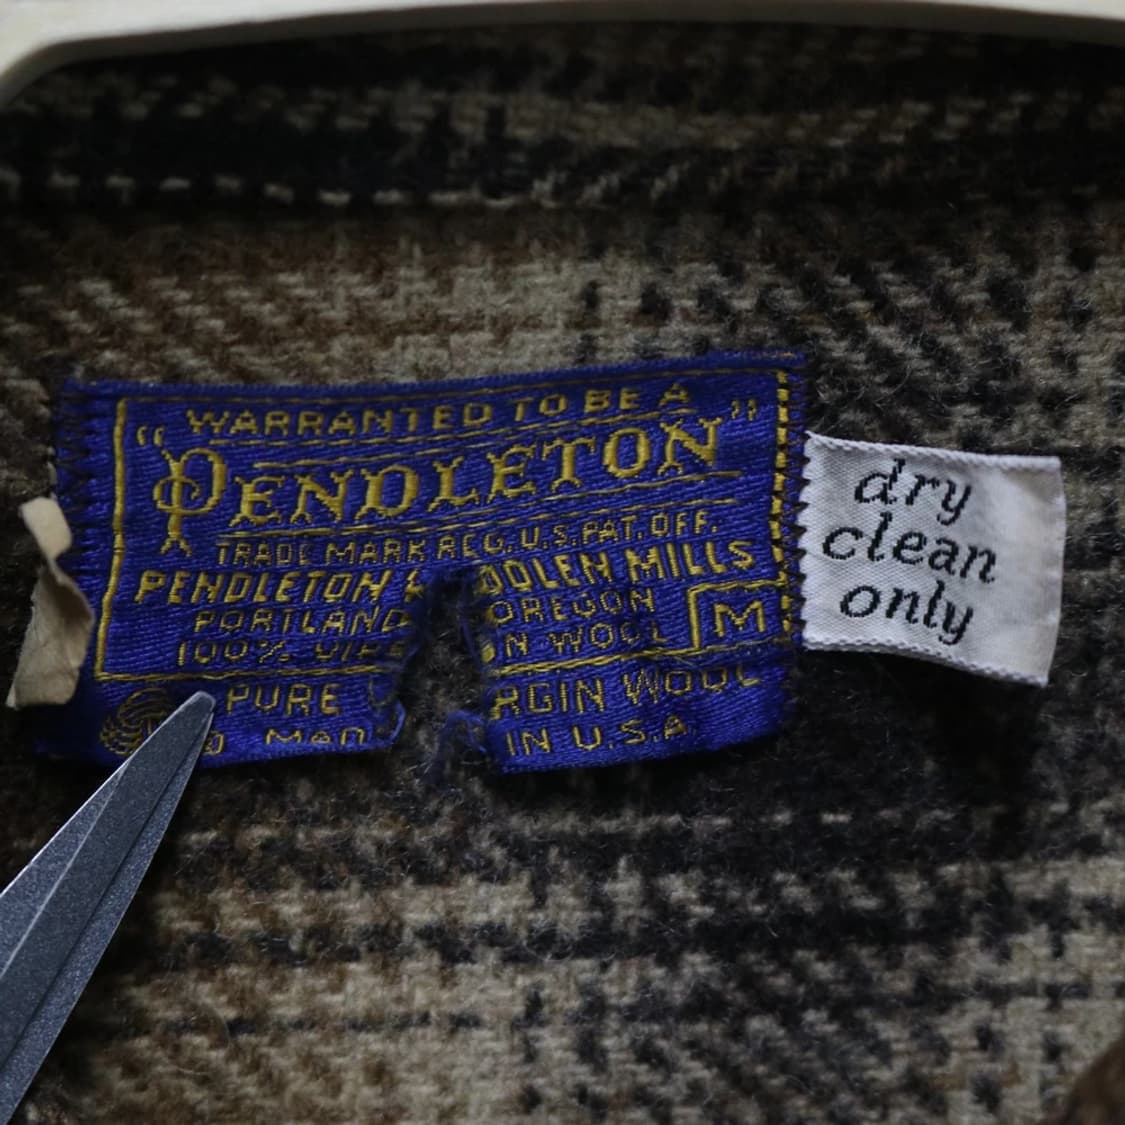 WARRANTED TO BE A
"PENDLETON"
TRADE MARK REG. U.S. PAT. OFF.
PENDLETON OOLEN MILLS
PORTLAND OREGON
100% WOOL M
PURE RGIN WOOL
IN U.S.A.
dry
clean
only